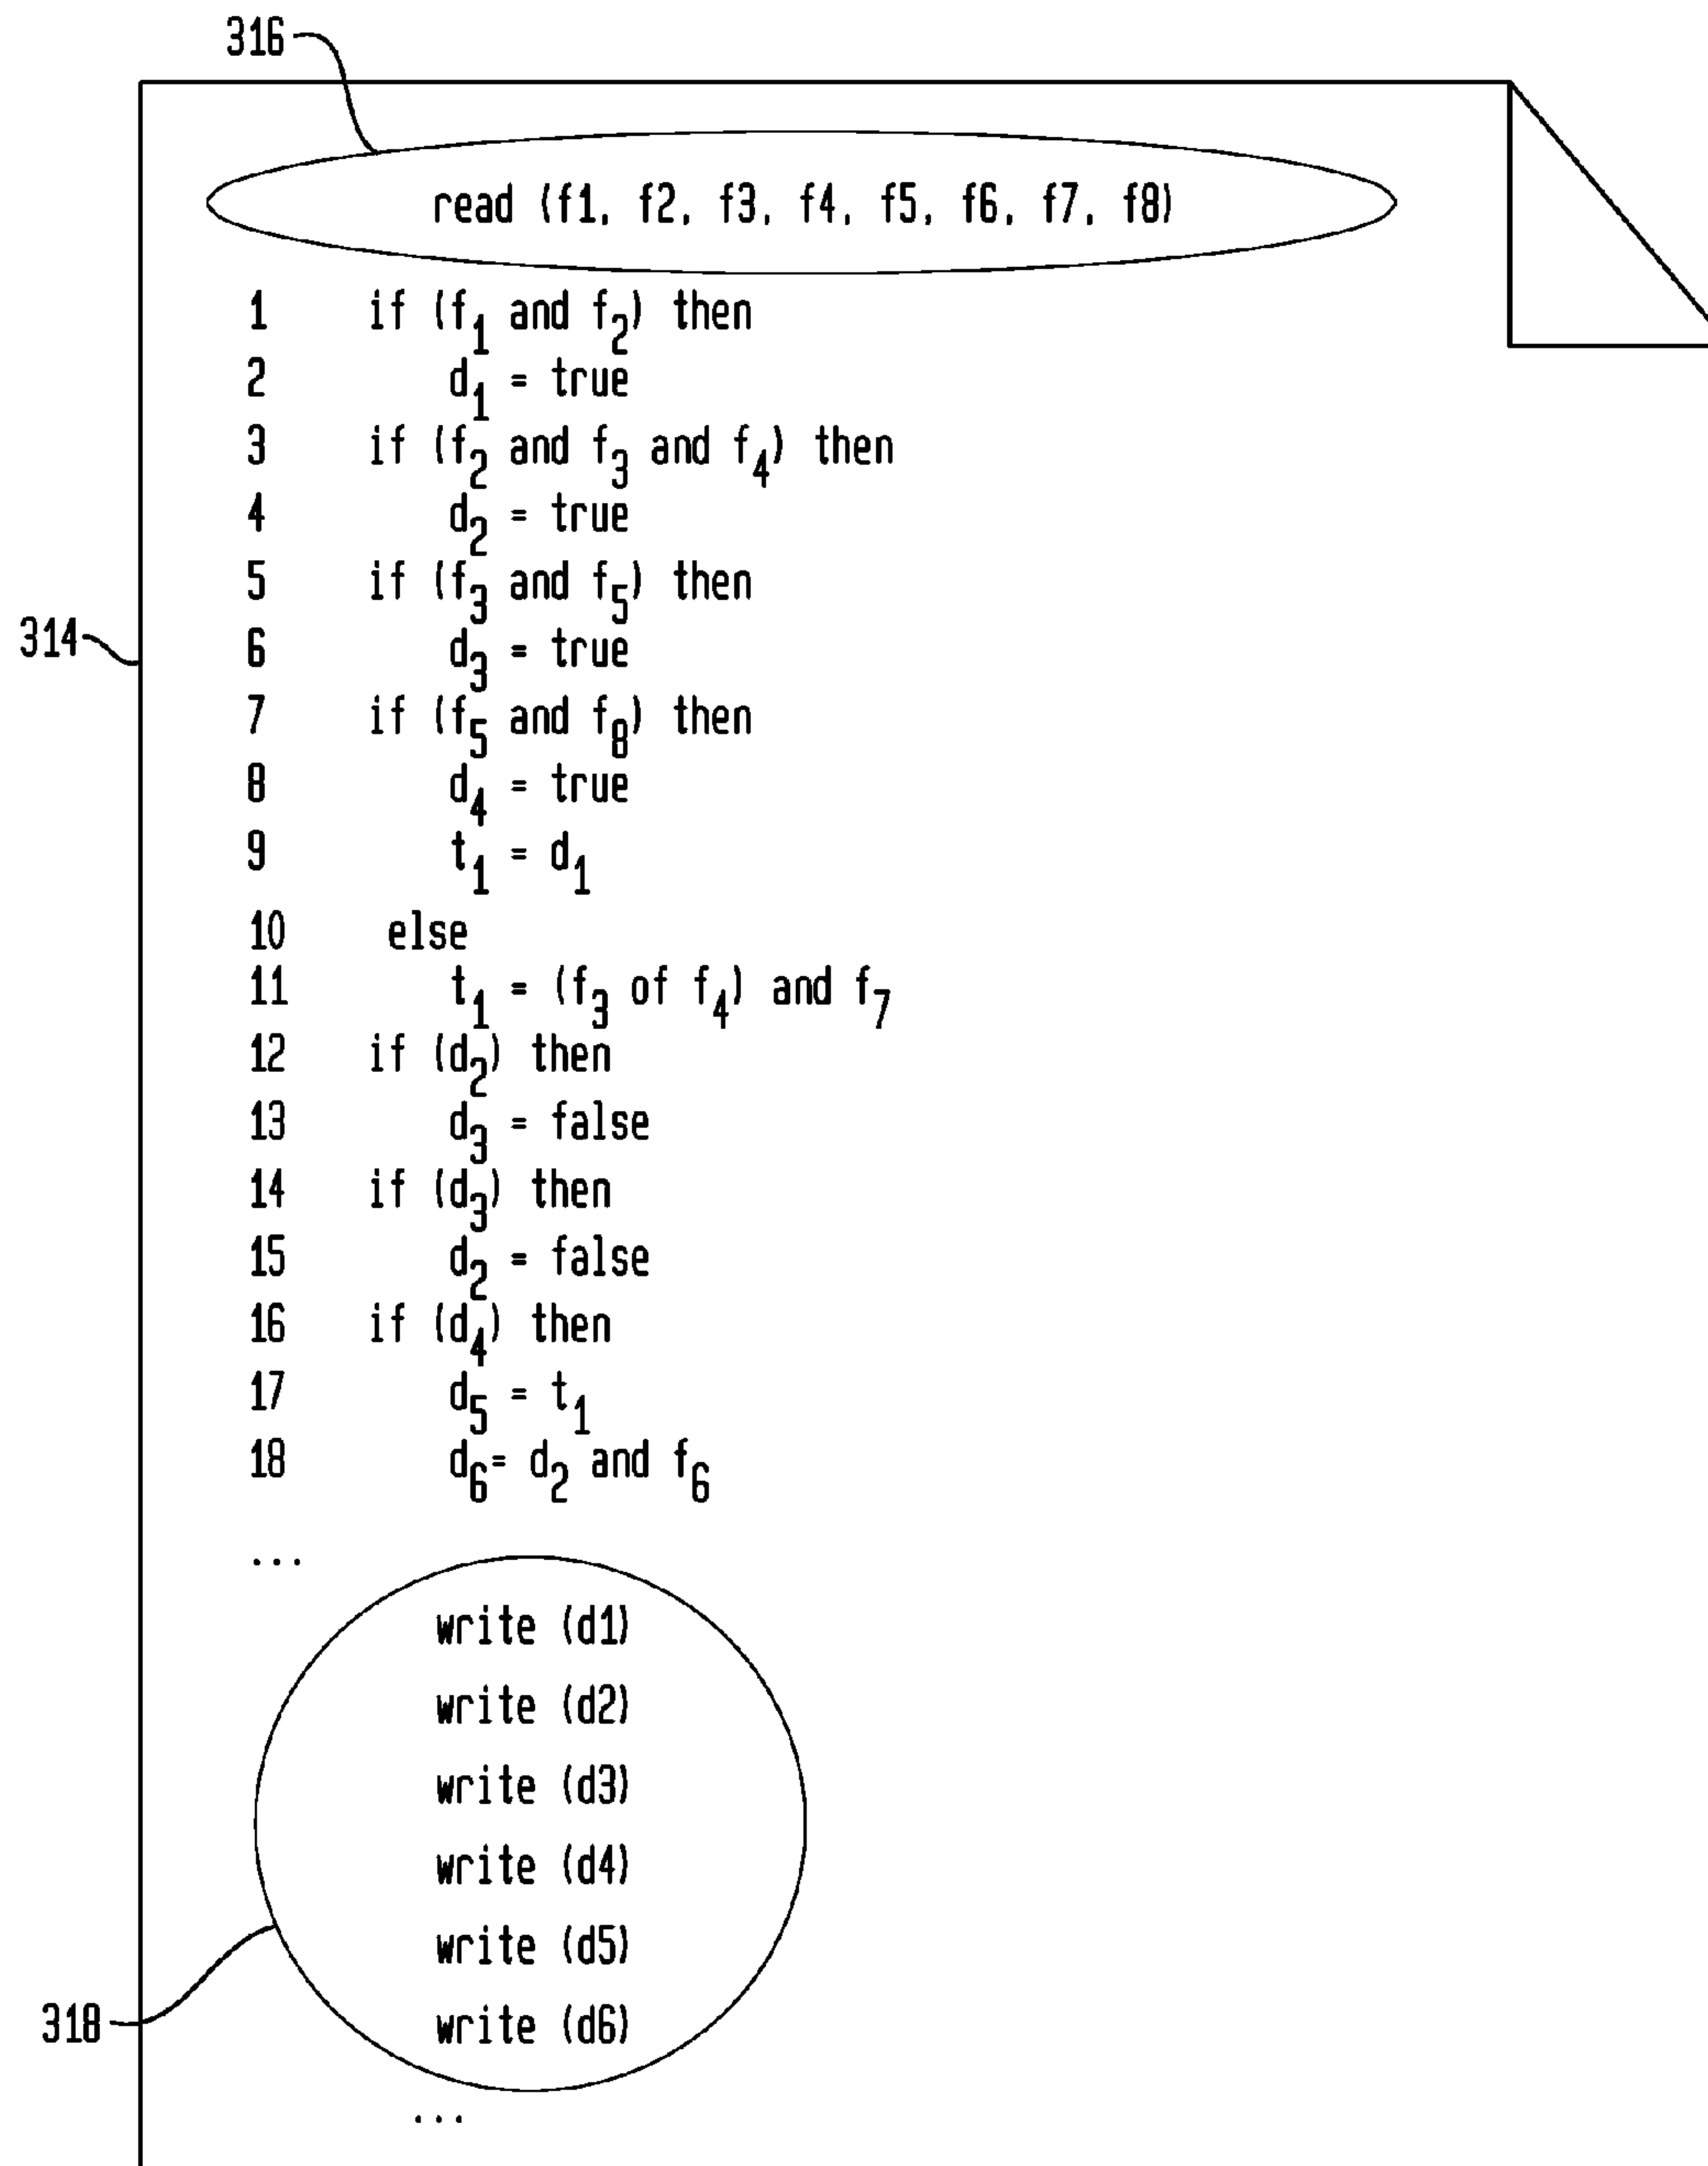 316
read (f1, f2, f3, f4, f5, f6, f7, f8)
1 if (f1 and f2) then
2 d1 = true
3 if (f2 and f3 and f4) then
4 d2 = true
5 if (f3 and f5) then
314
6 d3 = true
7 if (f5 and f8) then
8 d4 = true
9 t1 = d1
10 else
11 t1 = (f3 of f4) and f7
12 if (d2) then
13 d3 = false
14 if (d3) then
15 d2 = false
16 if (d4) then
17 d5 = t1
18 d6= d2 and f6
...
write (d1)
write (d2)
write (d3)
write (d4)
write (d5)
318
write (d6)
...